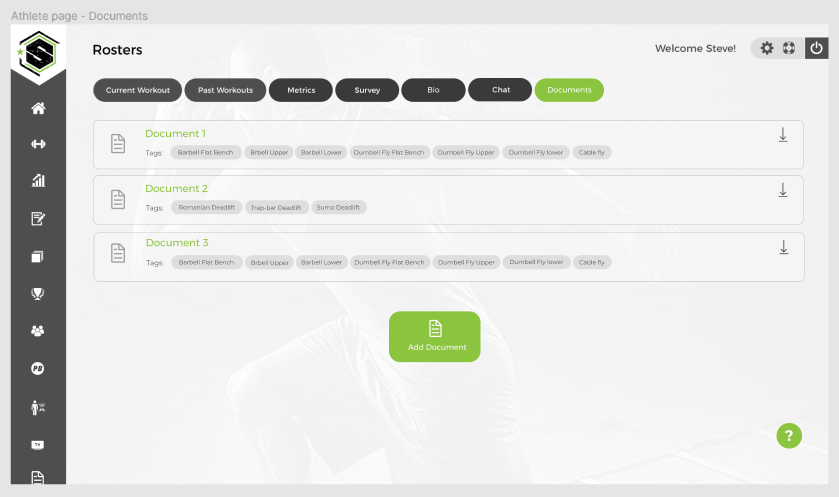 Athlete page - Documents
Rosters
Welcome Steve!
Current Workout Past Workouts Metrics Survey Bio Chat Documents
Document 1
Tags: Barbell Flat Bench Brbell Upper Barbell Lower Dumbell Fly Flat Bench Dumbell Fly Upper Dumbell Fly lower Cable fly
Document 2
Tags: Romanian Deadlift Trap-bar Deadlift Sumo Deadlift
Document 3
Tags: Barbell Flat Bench Brbell Upper Barbell Lower Dumbell Fly Flat Bench Dumbell Fly Upper Dumbell Fly lower Cable fly
PB
TV
Add Document
?